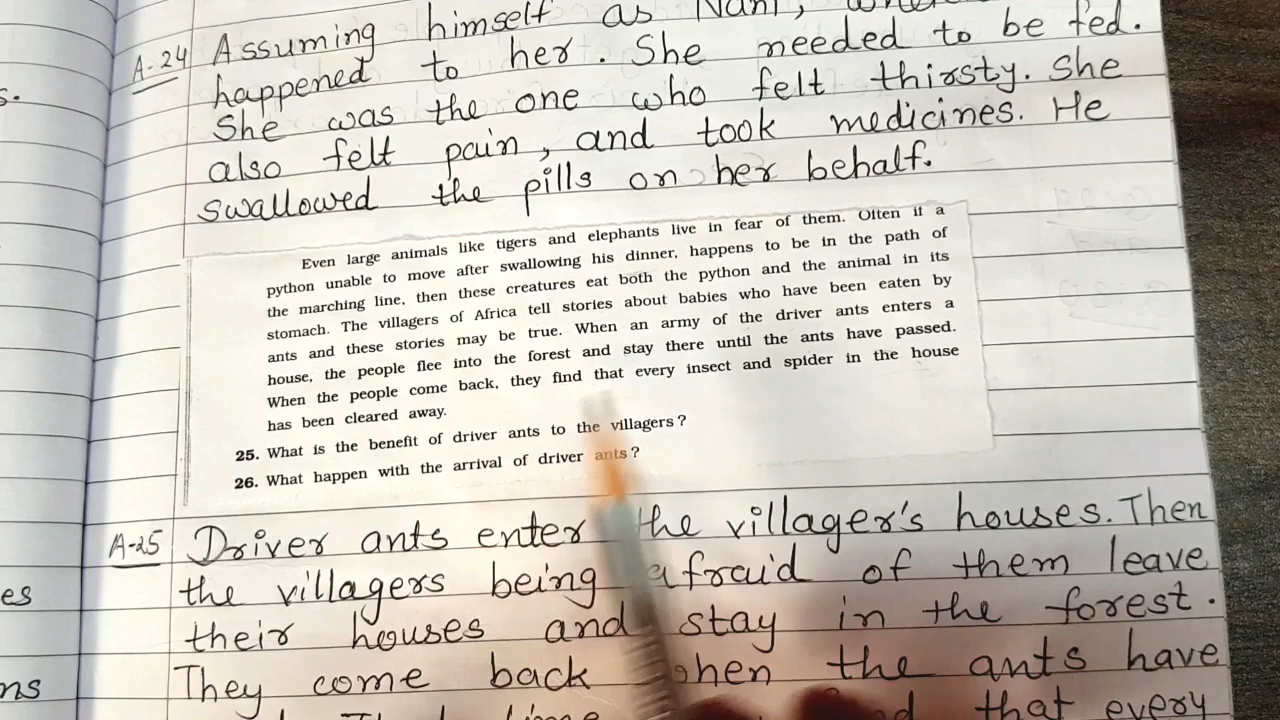 Assuming himself as Nani,
A-24
happened to her. She needed to be fed.
She was the one who felt thirsty. She
also felt pain, and took medicines. He
swallowed the pills on her behalf.
s.
Even large animals like tigers and elephants live in fear of them. Often if a
python unable to move after swallowing his dinner, happens to be in the path of
the marching line, then these creatures eat both the python and the animal in its
stomach. The villagers of Africa tell stories about babies who have been eaten by
ants and these stories may be true. When an army of the driver ants enters a
house, the people flee into the forest and stay there until the ants have passed.
When the people come back, they find that every insect and spider in the house
has been cleared away.
25. What is the benefit of driver ants to the villagers?
26. What happen with the arrival of driver ants?
A-25 Driver ants enter the villager's houses. Then
the villagers being afraid of them leave
their houses and stay in the forest.
They come back when the ants have
that every
es
ns